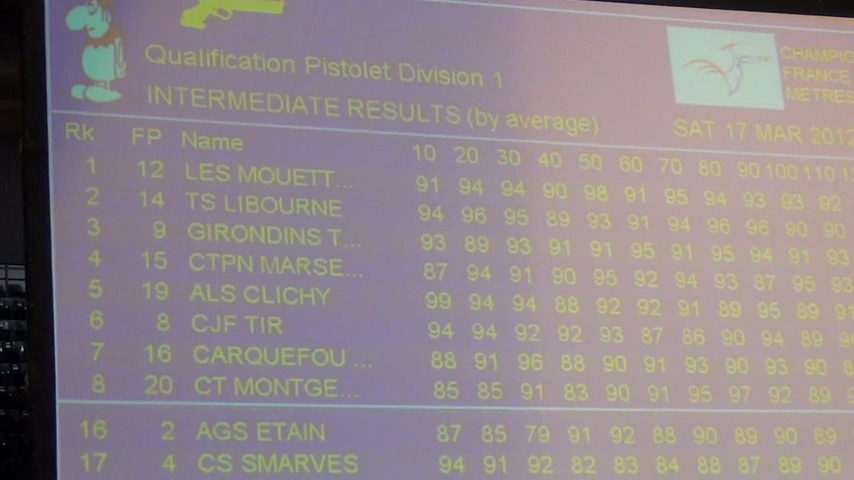 Qualification Pistolet Division 1
CHAMPIO
FRANCE
METRES
INTERMEDIATE RESULTS (by average)
SAT 17 MAR 2012
Rk FP Name 10 20 30 40 50 60 70 80 90 100 110
1 12 LES MOUETT... 91 94 94 90 98 91 95 94 93 93 92
2 14 TS LIBOURNE 94 96 95 89 93 91 94 96 96 90 90
3 9 GIRONDINS T... 93 89 93 91 91 95 91 95 94 91 93
4 15 CTPN MARSE... 87 94 91 90 95 92 94 93 87 95 93
5 19 ALS CLICHY 99 94 94 88 92 92 91 89 95 89 91
6 8 CJF TIR 94 94 92 92 93 87 86 90 94 89
7 16 CARQUEFOU ... 88 91 96 88 90 91 93 90 93 90
8 20 CT MONTGE... 85 85 91 83 90 91 95 97 92 89
16 2 AGS ETAIN 87 85 79 91 92 88 90 89 90 89
17 4 CS SMARVES 94 91 92 82 83 84 88 87 89 90